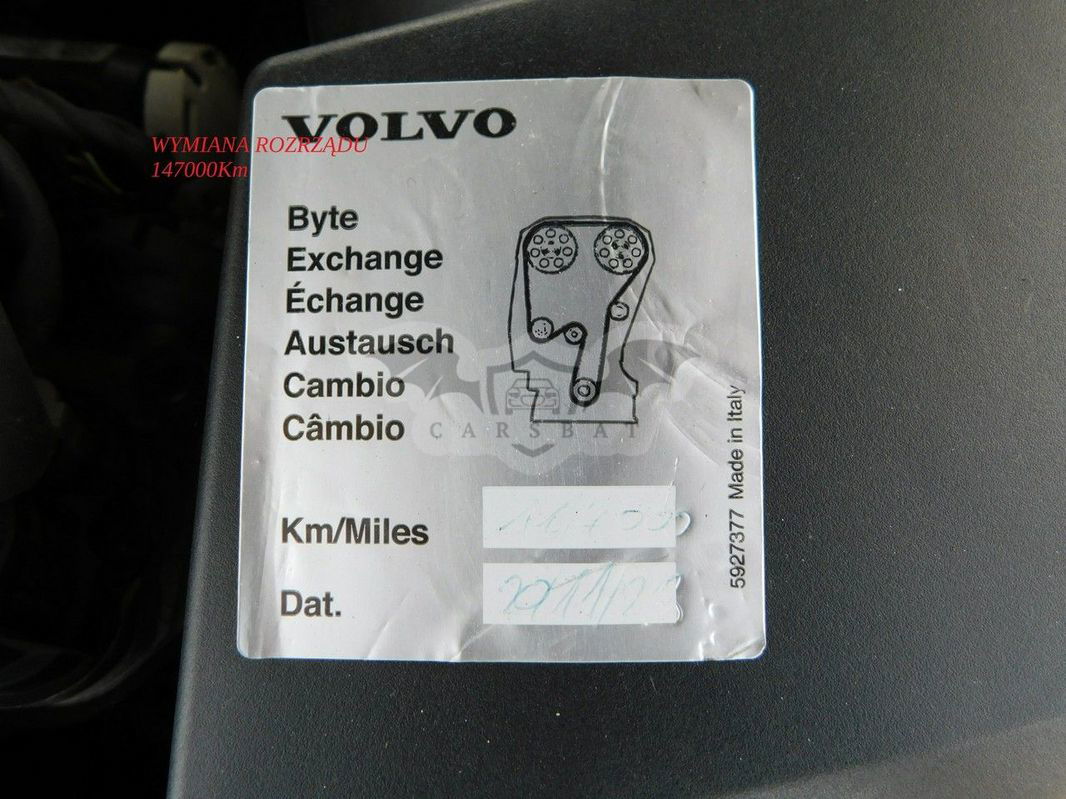 VOLVO
WYMIANA ROZRZĄDU
147000Km
Byte
Exchange
Échange
Austausch
Cambio
Câmbio
CARSBAT
Km/Miles
Dat.
5927377 Made in Italy